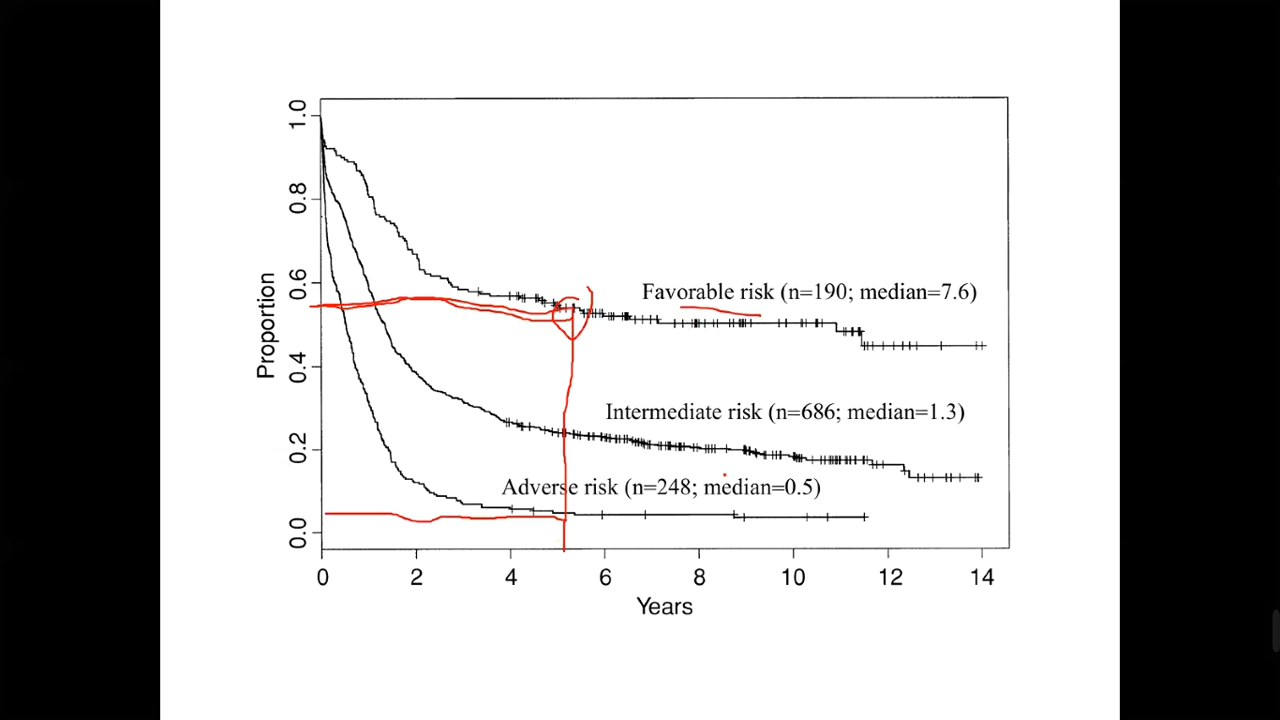 1.0
0.8
0.6
0.4
0.2
0.0
Proportion
Favorable risk (n=190; median=7.6)
Intermediate risk (n=686; median=1.3)
Adverse risk (n=248; median=0.5)
0 2 4 6 8 10 12 14
Years